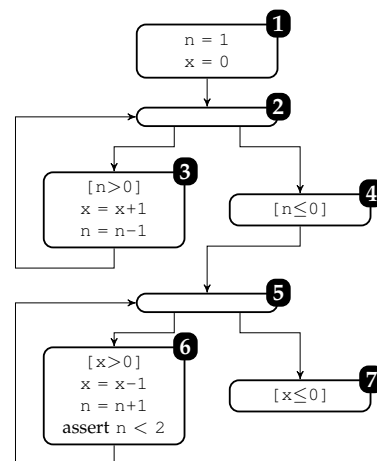 1
n = 1
x = 0
2
3
[n>0]
x = x+1
n = n-1
4
[n≤0]
5
6
[x>0]
x = x-1
n = n+1
assert n < 2
7
[x≤0]